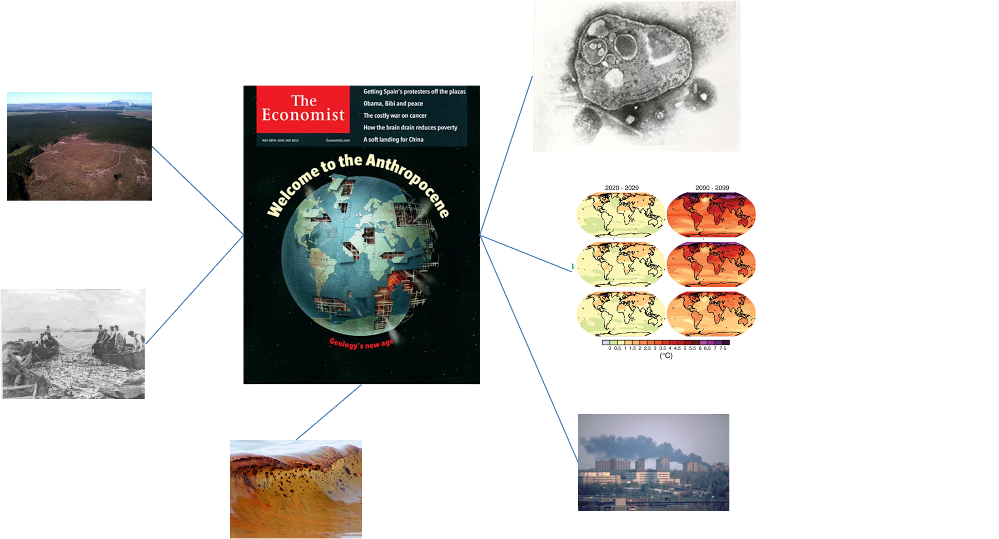 The
Economist
MAY 28TH–JUNE 3RD 2011
Economist.com
Getting Spain's protesters off the plazas
Obama, Bibi and peace
The costly war on cancer
How the brain drain reduces poverty
A soft landing for China
Welcome to the Anthropocene
Geology's new age
2020 - 2029
2090 - 2099
0 0.5 1 1.5 2 2.5 3 3.5 4 4.5 5 5.5 6 6.5 7 7.5
(°C)